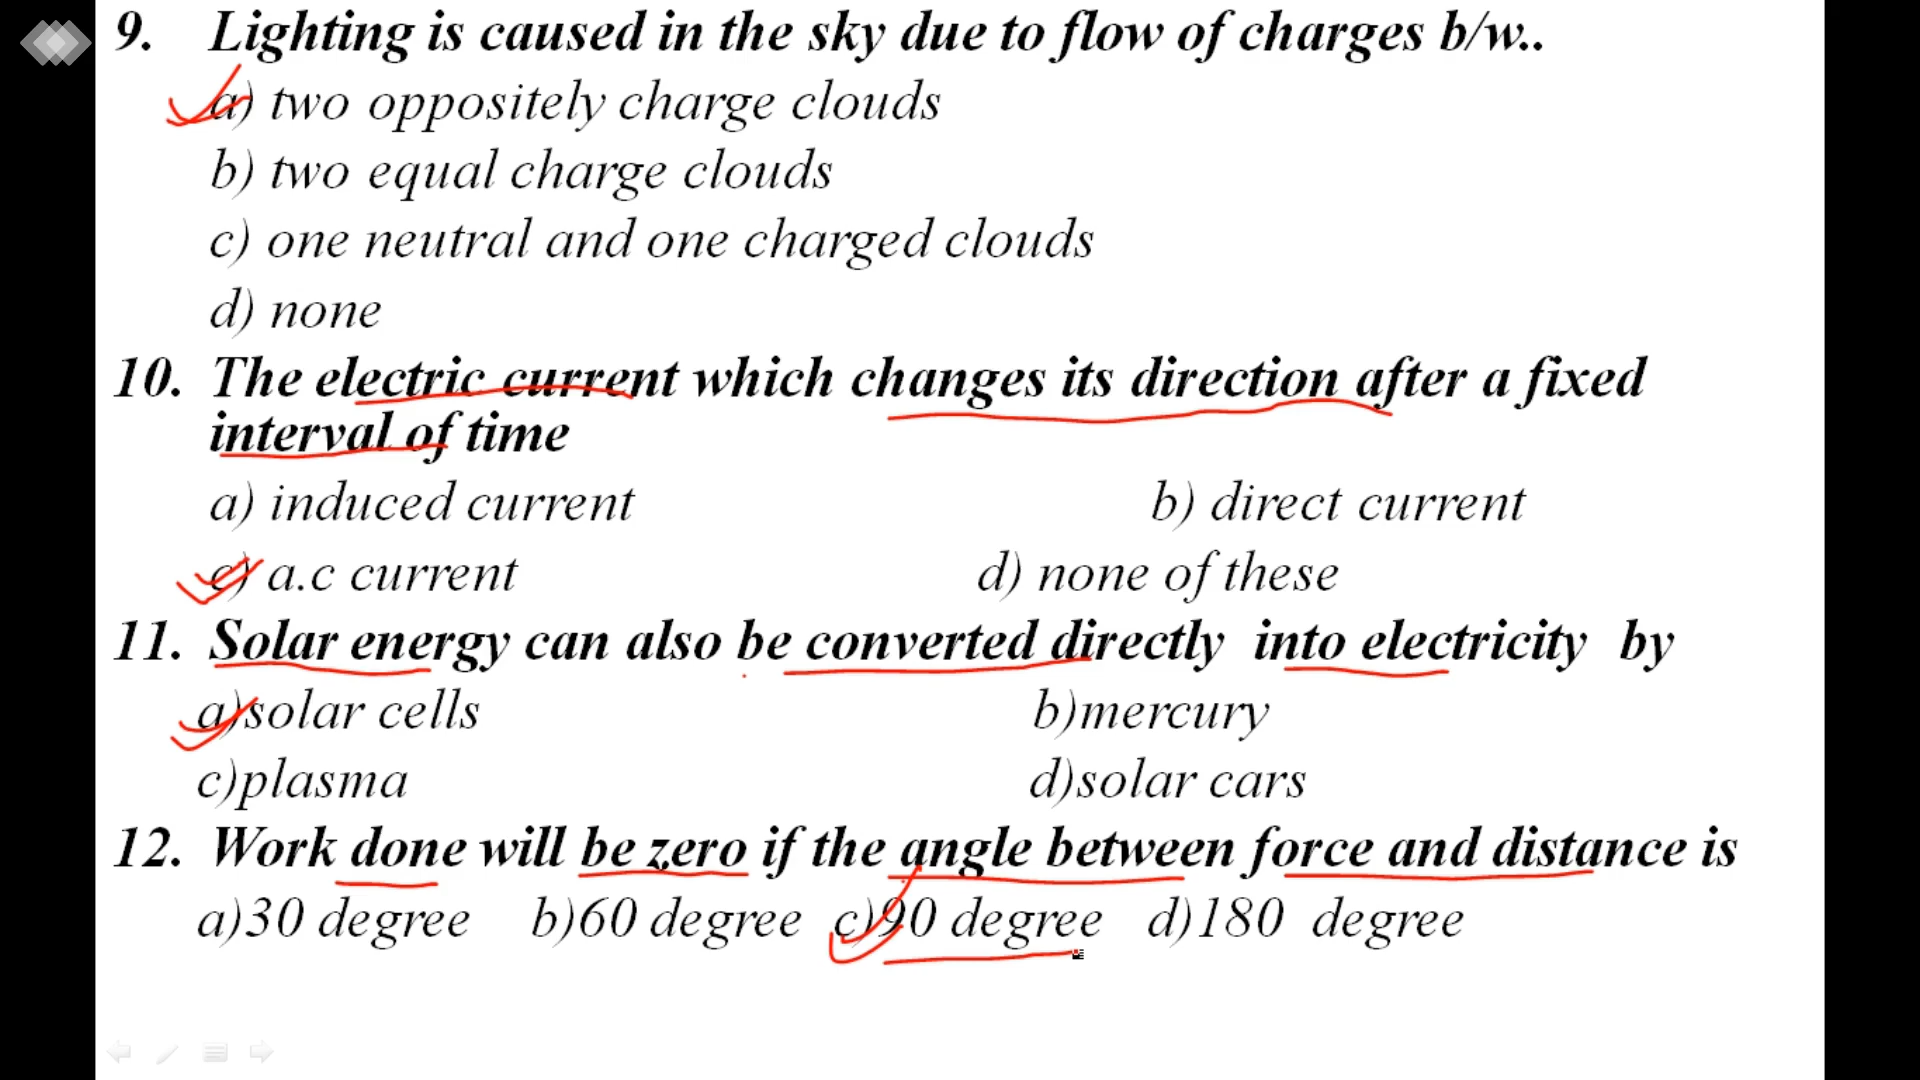 9. Lighting is caused in the sky due to flow of charges b/w..
a) two oppositely charge clouds
b) two equal charge clouds
c) one neutral and one charged clouds
d) none
10. The electric current which changes its direction after a fixed
interval of time
a) induced current b) direct current
c) a.c current d) none of these
11. Solar energy can also be converted directly into electricity by
a)solar cells b)mercury
c)plasma d)solar cars
12. Work done will be zero if the angle between force and distance is
a)30 degree b)60 degree c)90 degree d)180 degree